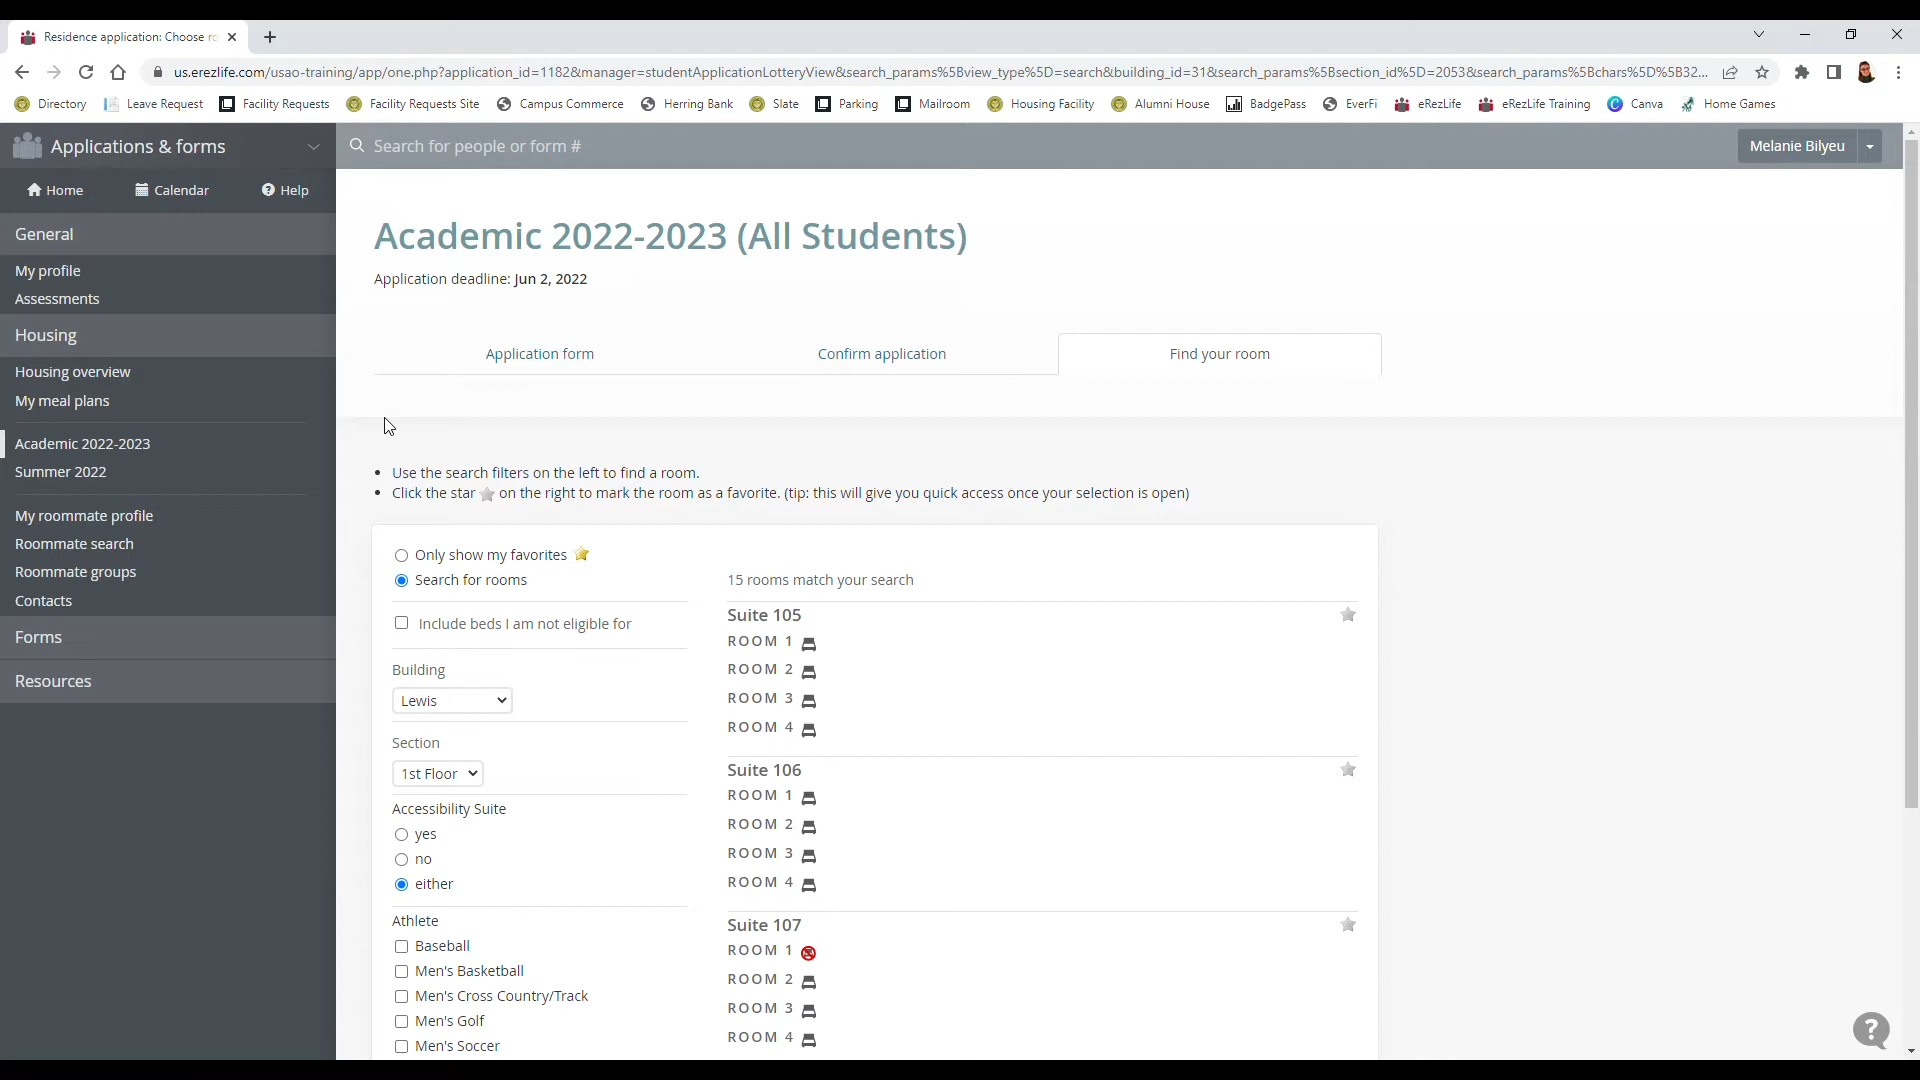 Residence application: Choose ro
us.erezlife.com/usao-training/app/one.php?application_id=1182&manager=studentApplicationLotteryView&search_params%5Bview_type%5D=search&building_id=31&search_params%5Bsection_id%5D=2053&search_params%5Bchars%5D%5B32...
Directory Leave Request Facility Requests Facility Requests Site Campus Commerce Herring Bank Slate Parking Mailroom Housing Facility Alumni House BadgePass EverFi eRezLife eRezLife Training Canva Home Games
Applications & forms
Search for people or form #
Melanie Bilyeu
Home Calendar Help
General
My profile
Assessments
Housing
Housing overview
My meal plans
Academic 2022-2023
Summer 2022
My roommate profile
Roommate search
Roommate groups
Contacts
Forms
Resources
Academic 2022-2023 (All Students)
Application deadline: Jun 2, 2022
Application form Confirm application Find your room
• Use the search filters on the left to find a room.
• Click the star on the right to mark the room as a favorite. (tip: this will give you quick access once your selection is open)
Only show my favorites
Search for rooms
Include beds I am not eligible for
Building
Lewis
Section
1st Floor
Accessibility Suite
yes
no
either
Athlete
Baseball
Men's Basketball
Men's Cross Country/Track
Men's Golf
Men's Soccer
15 rooms match your search
Suite 105
ROOM 1
ROOM 2
ROOM 3
ROOM 4
Suite 106
ROOM 1
ROOM 2
ROOM 3
ROOM 4
Suite 107
ROOM 1
ROOM 2
ROOM 3
ROOM 4
?